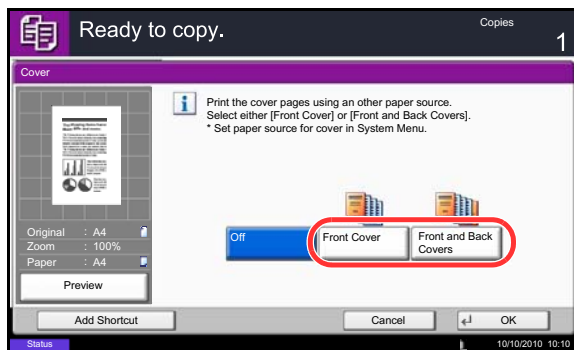 Ready to copy.
Copies
1
Cover
Print the cover pages using an other paper source.
Select either [Front Cover] or [Front and Back Covers].
* Set paper source for cover in System Menu.
Original : A4
Zoom : 100%
Paper : A4
Preview
Off
Front Cover
Front and Back
Covers
Add Shortcut
Cancel
OK
Status
10/10/2010 10:10